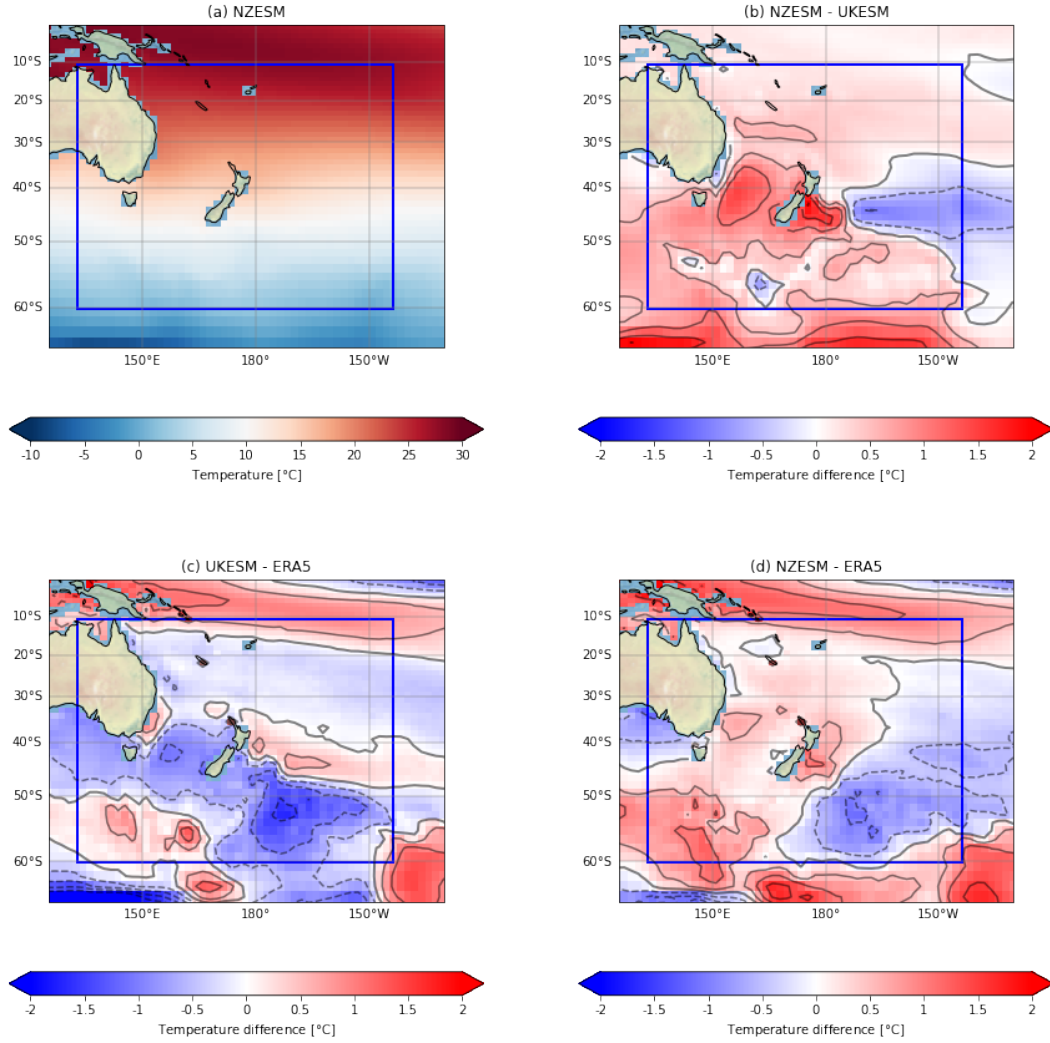 (a) NZESM
10°S
20°S
30°S
40°S
50°S
60°S
150°E 180° 150°W
-10 -5 0 5 10 15 20 25 30
Temperature [°C]
(b) NZESM - UKESM
10°S
20°S
30°S
40°S
50°S
60°S
150°E 180° 150°W
-2 -1.5 -1 -0.5 0 0.5 1 1.5 2
Temperature difference [°C]
(c) UKESM - ERA5
10°S
20°S
30°S
40°S
50°S
60°S
150°E 180° 150°W
-2 -1.5 -1 -0.5 0 0.5 1 1.5 2
Temperature difference [°C]
(d) NZESM - ERA5
10°S
20°S
30°S
40°S
50°S
60°S
150°E 180° 150°W
-2 -1.5 -1 -0.5 0 0.5 1 1.5 2
Temperature difference [°C]